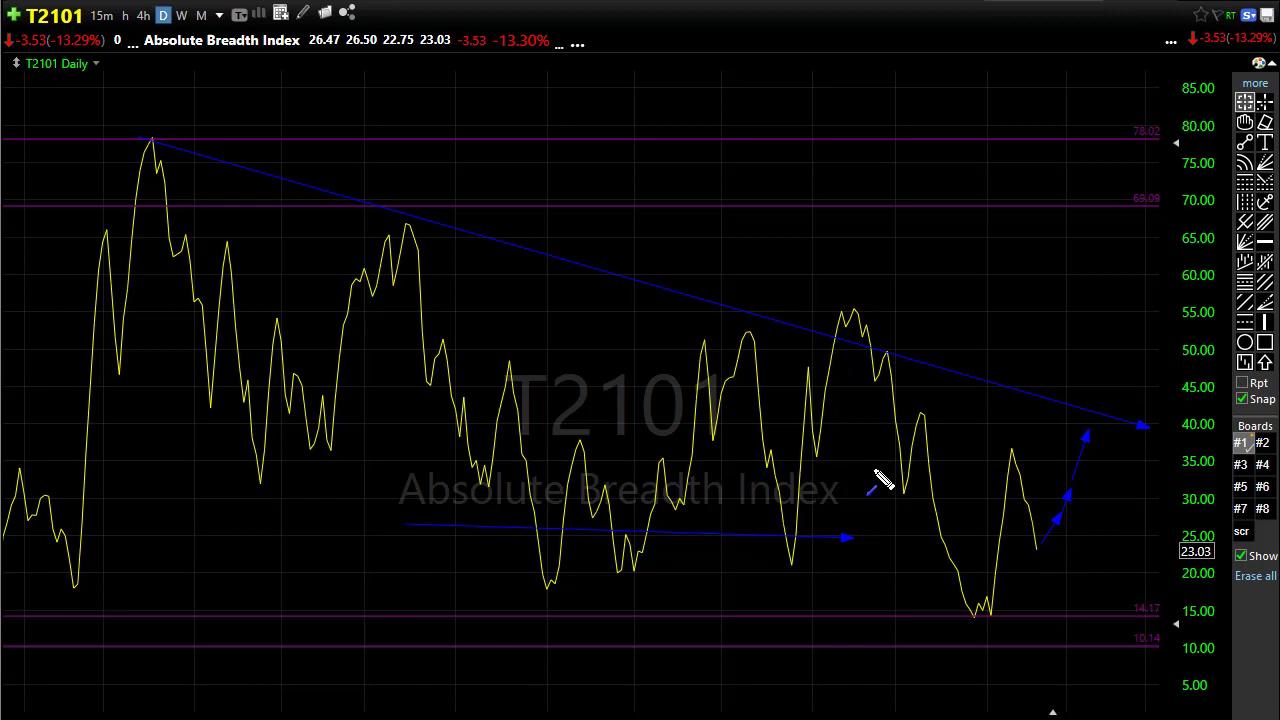 T2101 15m h 4h D W M T RT S
-3.53(-13.29%) 0 ... Absolute Breadth Index 26.47 26.50 22.75 23.03 -3.53 -13.30% ... ... ... -3.53(-13.29%)
T2101 Daily
more
85.00
80.00
78.02
75.00
70.00
69.09
65.00
60.00
55.00
50.00
45.00
40.00
35.00
30.00
25.00
23.03
20.00
15.00
14.17
10.00
10.14
5.00
T2101
Absolute Breadth Index
T
Rpt
Snap
Boards
#1 #2
#3 #4
#5 #6
#7 #8
scr
Show
Erase all